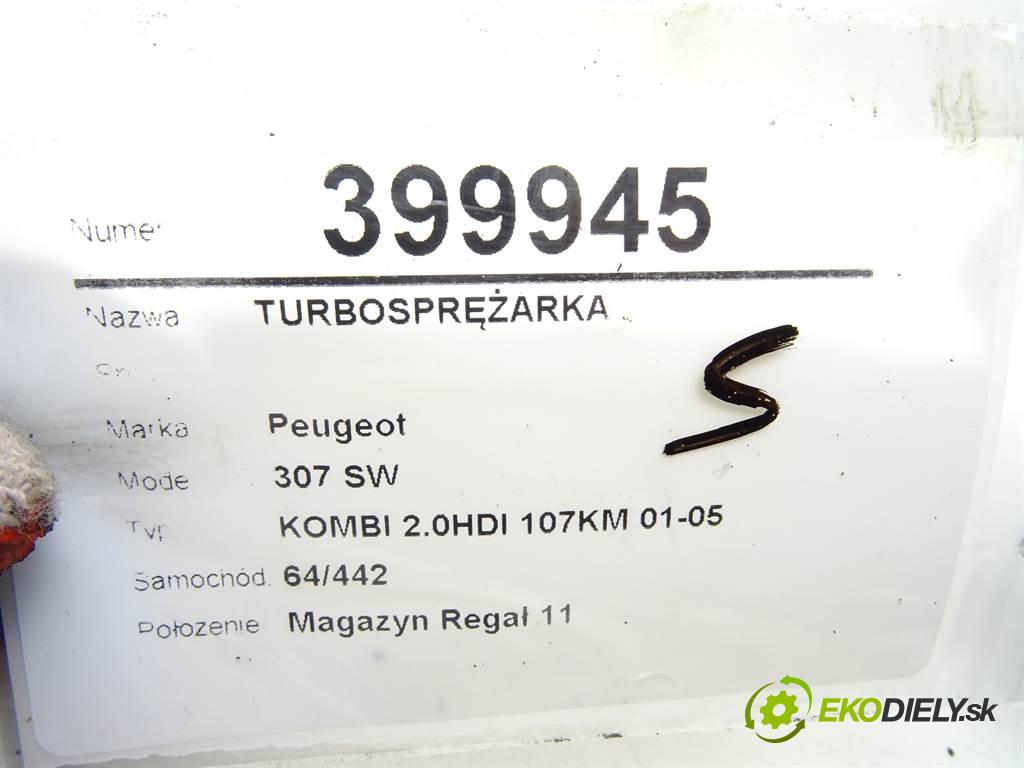 Numer 399945
Nazwa TURBOSPRĘŻARKA
S
Marka Peugeot
Model 307 SW
Typ KOMBI 2.0HDI 107KM 01-05
Samochód 64/442
Położenie Magazyn Regał 11
EKODIELY.sk